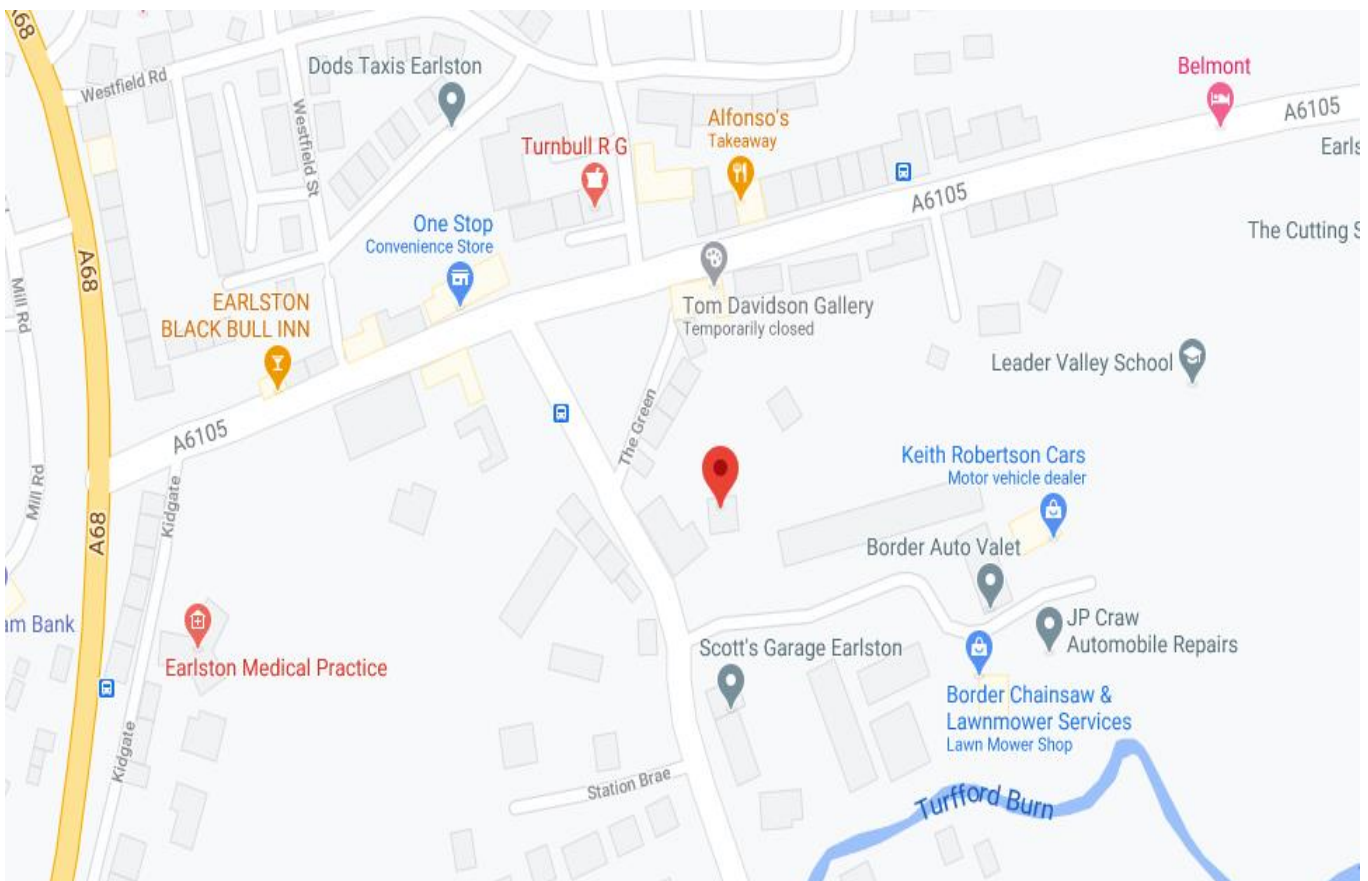 A68
Westfield Rd
Dods Taxis Earlston
Westfield St
Turnbull R G
Alfonso's
Takeaway
Belmont
A6105
Earls
A6105
The Cutting S
One Stop
Convenience Store
A68
Mill Rd
EARLSTON
BLACK BULL INN
Tom Davidson Gallery
Temporarily closed
Leader Valley School
The Green
A6105
Kidgate
Mill Rd
A68
Keith Robertson Cars
Motor vehicle dealer
Border Auto Valet
am Bank
Earlston Medical Practice
Scott's Garage Earlston
JP Craw
Automobile Repairs
Border Chainsaw &
Lawnmower Services
Lawn Mower Shop
Kidgate
Station Brae
Turfford Burn